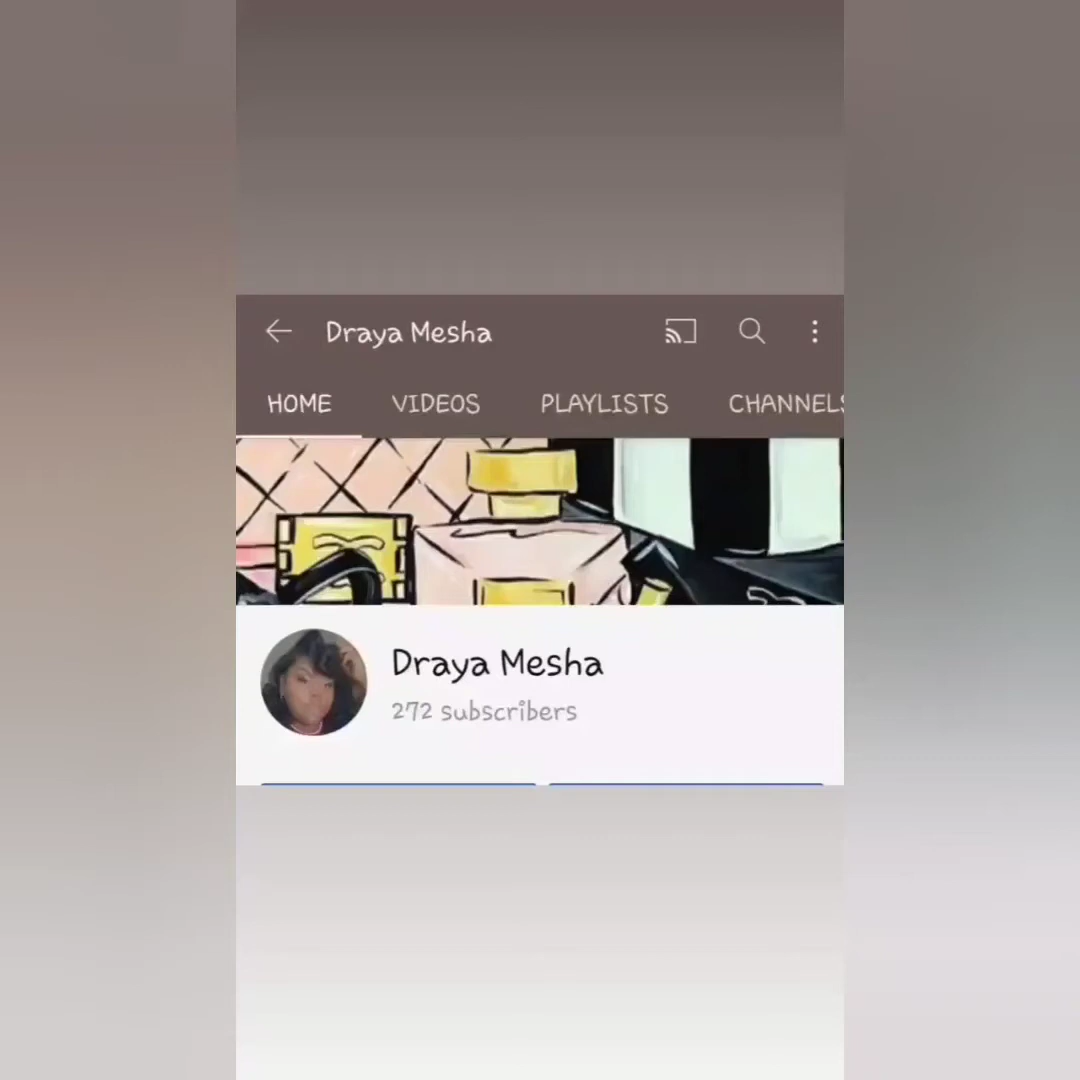 Draya Mesha
HOME VIDEOS PLAYLISTS CHANNELS
Draya Mesha
272 subscribers